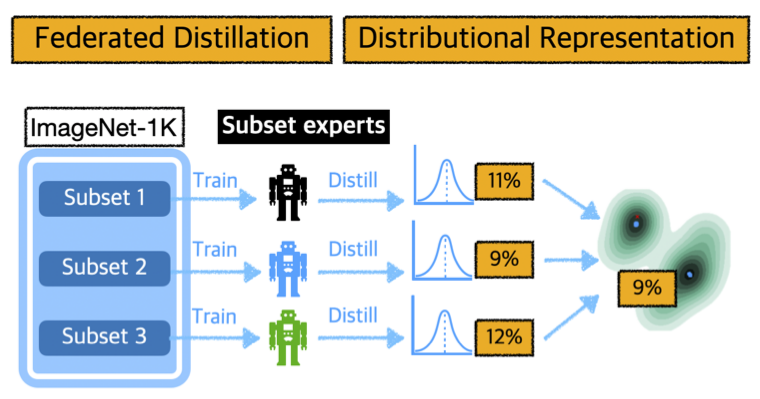 Federated Distillation
Distributional Representation
ImageNet-1K
Subset experts
Subset 1
Train
Distill
11%
Subset 2
Train
Distill
9%
9%
Subset 3
Train
Distill
12%